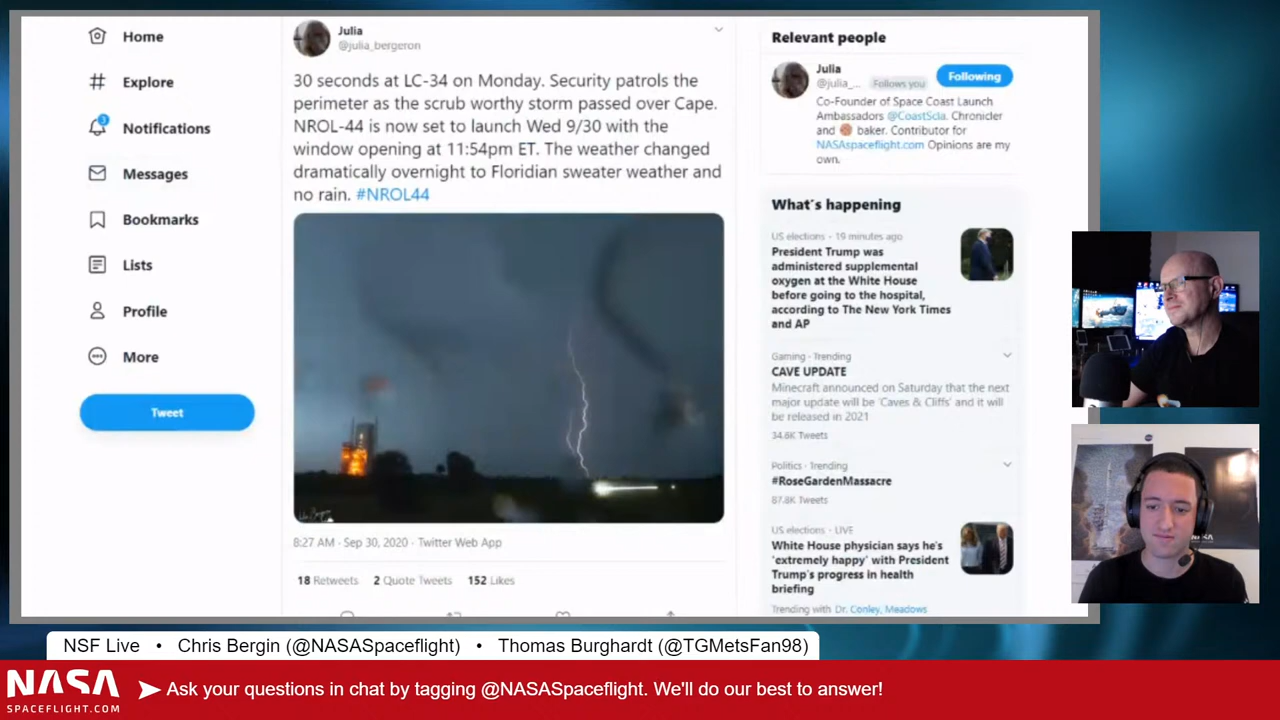 Home
Explore
3
Notifications
Messages
Bookmarks
Lists
Profile
More
Tweet
Julia
@julia_bergeron
30 seconds at LC-34 on Monday. Security patrols the
perimeter as the scrub worthy storm passed over Cape.
NROL-44 is now set to launch Wed 9/30 with the
window opening at 11:54pm ET. The weather changed
dramatically overnight to Floridian sweater weather and
no rain. #NROL44
8:27 AM · Sep 30, 2020 · Twitter Web App
18 Retweets 2 Quote Tweets 152 Likes
Relevant people
Julia
@julia_... Follows you
Following
Co-Founder of Space Coast Launch
Ambassadors @CoastScla. Chronicler
and baker. Contributor for
NASAspaceflight.com Opinions are my
own.
What's happening
US elections · 19 minutes ago
President Trump was
administered supplemental
oxygen at the White House
before going to the hospital,
according to The New York Times
and AP
Gaming · Trending
CAVE UPDATE
Minecraft announced on Saturday that the next
major update will be 'Caves & Cliffs' and it will
be released in 2021
34.8K Tweets
Politics · Trending
#RoseGardenMassacre
87.8K Tweets
US elections · LIVE
White House physician says he's
'extremely happy' with President
Trump's progress in health
briefing
Trending with Dr. Conley, Meadows
NSF Live • Chris Bergin (@NASASpaceflight) • Thomas Burghardt (@TGMetsFan98)
NASA
SPACEFLIGHT.COM
Ask your questions in chat by tagging @NASASpaceflight. We'll do our best to answer!